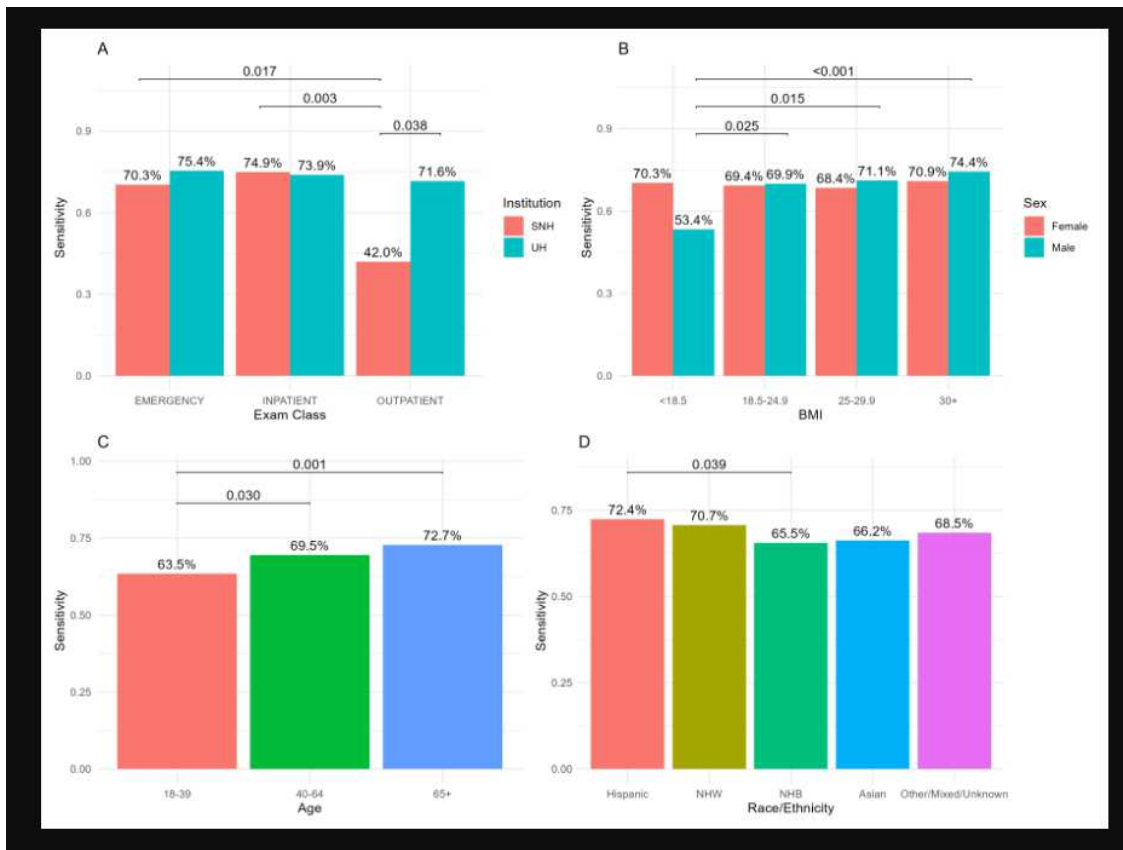 A
0.017
0.003
0.038
0.9
75.4%
74.9%
73.9%
71.6%
70.3%
0.6
42.0%
0.3
0.0
Sensitivity
EMERGENCY
INPATIENT
OUTPATIENT
Exam Class
Institution
SNH
UH
B
<0.001
0.015
0.025
0.9
70.3%
69.4%
69.9%
68.4%
71.1%
70.9%
74.4%
0.6
53.4%
0.3
0.0
Sensitivity
<18.5
18.5-24.9
25-29.9
30+
BMI
Sex
Female
Male
C
1.00
0.001
0.030
0.75
63.5%
69.5%
72.7%
0.50
0.25
0.00
Sensitivity
18-39
40-64
65+
Age
D
0.039
0.75
72.4%
70.7%
65.5%
66.2%
68.5%
0.50
0.25
0.00
Sensitivity
Hispanic
NHW
NHB
Asian
Other/Mixed/Unknown
Race/Ethnicity